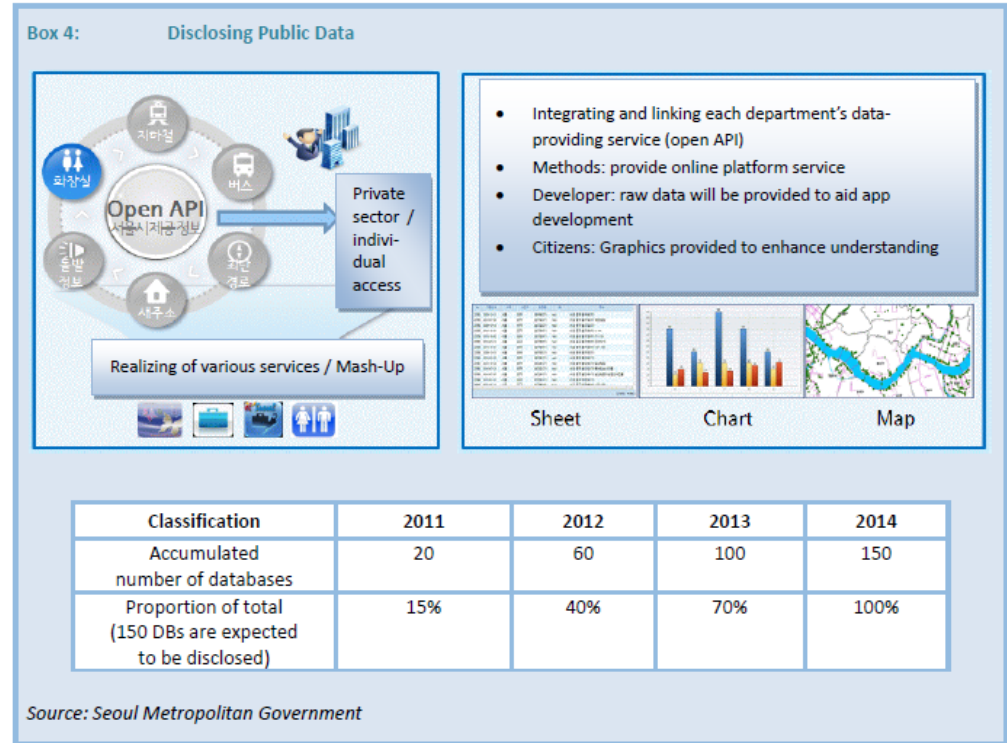 Box 4: Disclosing Public Data
지하철
화장실
버스
Open API
서울시제공정보
돌발
정보
최단
경로
새주소
Private
sector /
indivi-
dual
access
Realizing of various services / Mash-Up
• Integrating and linking each department's data-
providing service (open API)
• Methods: provide online platform service
• Developer: raw data will be provided to aid app
development
• Citizens: Graphics provided to enhance understanding
Sheet Chart Map
Classification 2011 2012 2013 2014
Accumulated
number of databases 20 60 100 150
Proportion of total 15% 40% 70% 100%
(150 DBs are expected
to be disclosed)
Source: Seoul Metropolitan Government